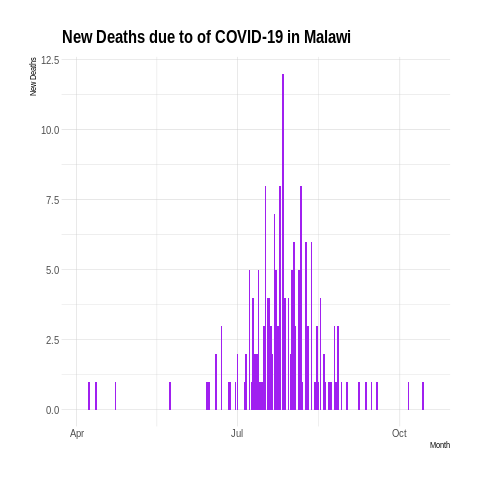 New Deaths due to of COVID-19 in Malawi
New Deaths
12.5
10.0
7.5
5.0
2.5
0.0
Apr
Jul
Oct
Month